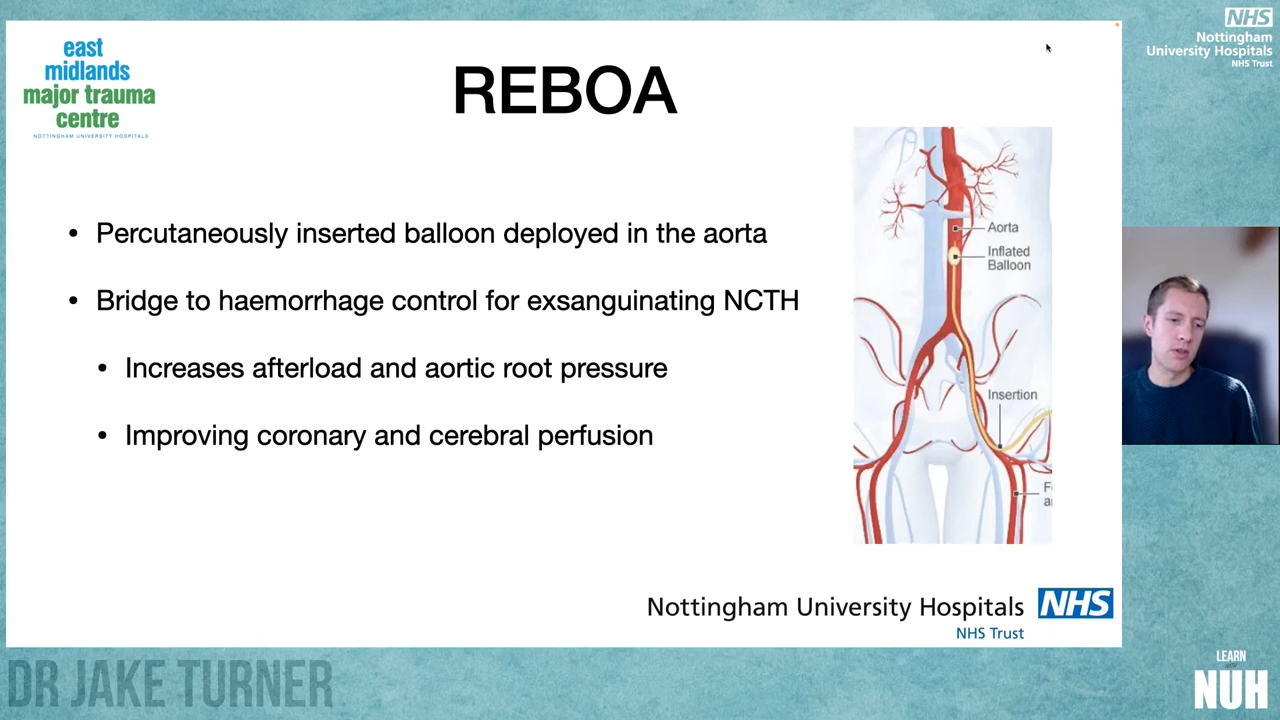 east
midlands
major trauma
centre
NOTTINGHAM UNIVERSITY HOSPITALS
REBOA
NHS
Nottingham
University Hospitals
NHS Trust
• Percutaneously inserted balloon deployed in the aorta
• Bridge to haemorrhage control for exsanguinating NCTH
• Increases afterload and aortic root pressure
• Improving coronary and cerebral perfusion
Aorta
Inflated
Balloon
Insertion
Nottingham University Hospitals NHS
NHS Trust
DR JAKE TURNER
LEARN
NUH